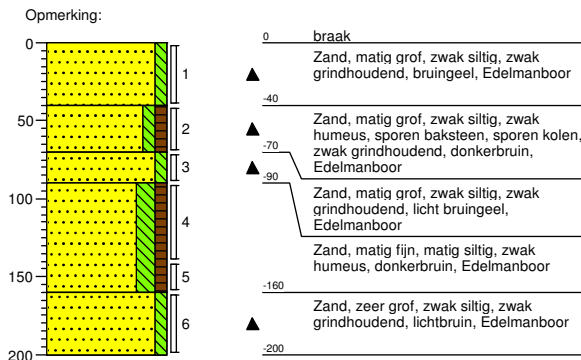 Opmerking:
0
50
100
150
200
1
2
3
4
5
6
0
braak
Zand, matig grof, zwak siltig, zwak
grindhoudend, bruingeel, Edelmanboor
-40
Zand, matig grof, zwak siltig, zwak
humeus, sporen baksteen, sporen kolen,
zwak grindhoudend, donkerbruin,
Edelmanboor
-70
-90
Zand, matig grof, zwak siltig, zwak
grindhoudend, licht bruingeel,
Edelmanboor
Zand, matig fijn, matig siltig, zwak
humeus, donkerbruin, Edelmanboor
-160
Zand, zeer grof, zwak siltig, zwak
grindhoudend, lichtbruin, Edelmanboor
-200